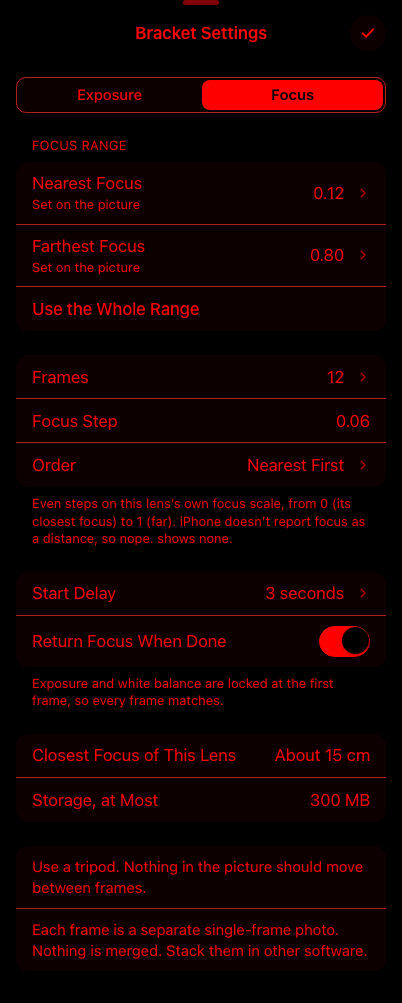 Bracket Settings
Exposure
Focus
FOCUS RANGE
Nearest Focus
Set on the picture
0.12
Farthest Focus
Set on the picture
0.80
Use the Whole Range
Frames
12
Focus Step
0.06
Order
Nearest First
Even steps on this lens's own focus scale, from 0 (its
closest focus) to 1 (far). iPhone doesn't report focus as
a distance, so nope. shows none.
Start Delay
3 seconds
Return Focus When Done
Exposure and white balance are locked at the first
frame, so every frame matches.
Closest Focus of This Lens
About 15 cm
Storage, at Most
300 MB
Use a tripod. Nothing in the picture should move
between frames.
Each frame is a separate single-frame photo.
Nothing is merged. Stack them in other software.